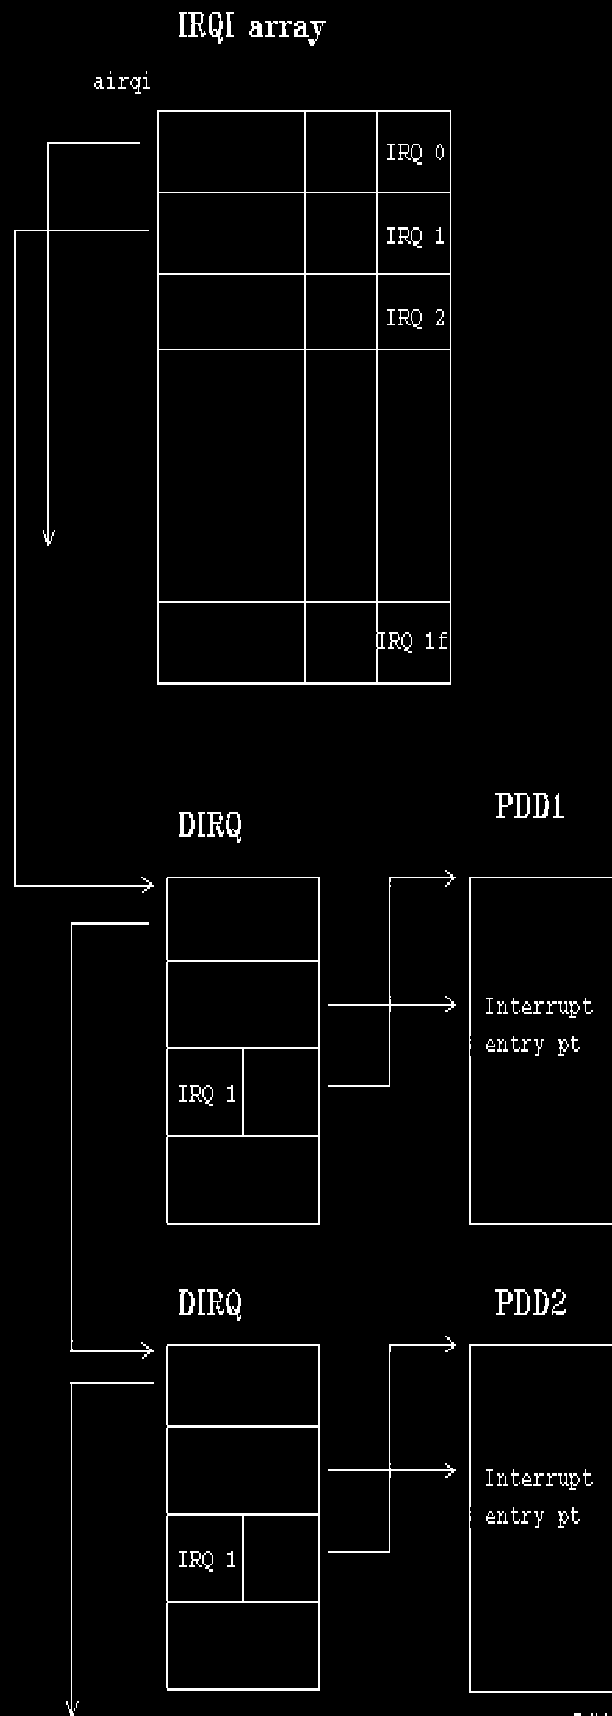 IRQI array
airqi
IRQ 0
IRQ 1
IRQ 2
IRQ 1f
DIRQ
PDD1
Interrupt
entry pt
IRQ 1
DIRQ
PDD2
Interrupt
entry pt
IRQ 1